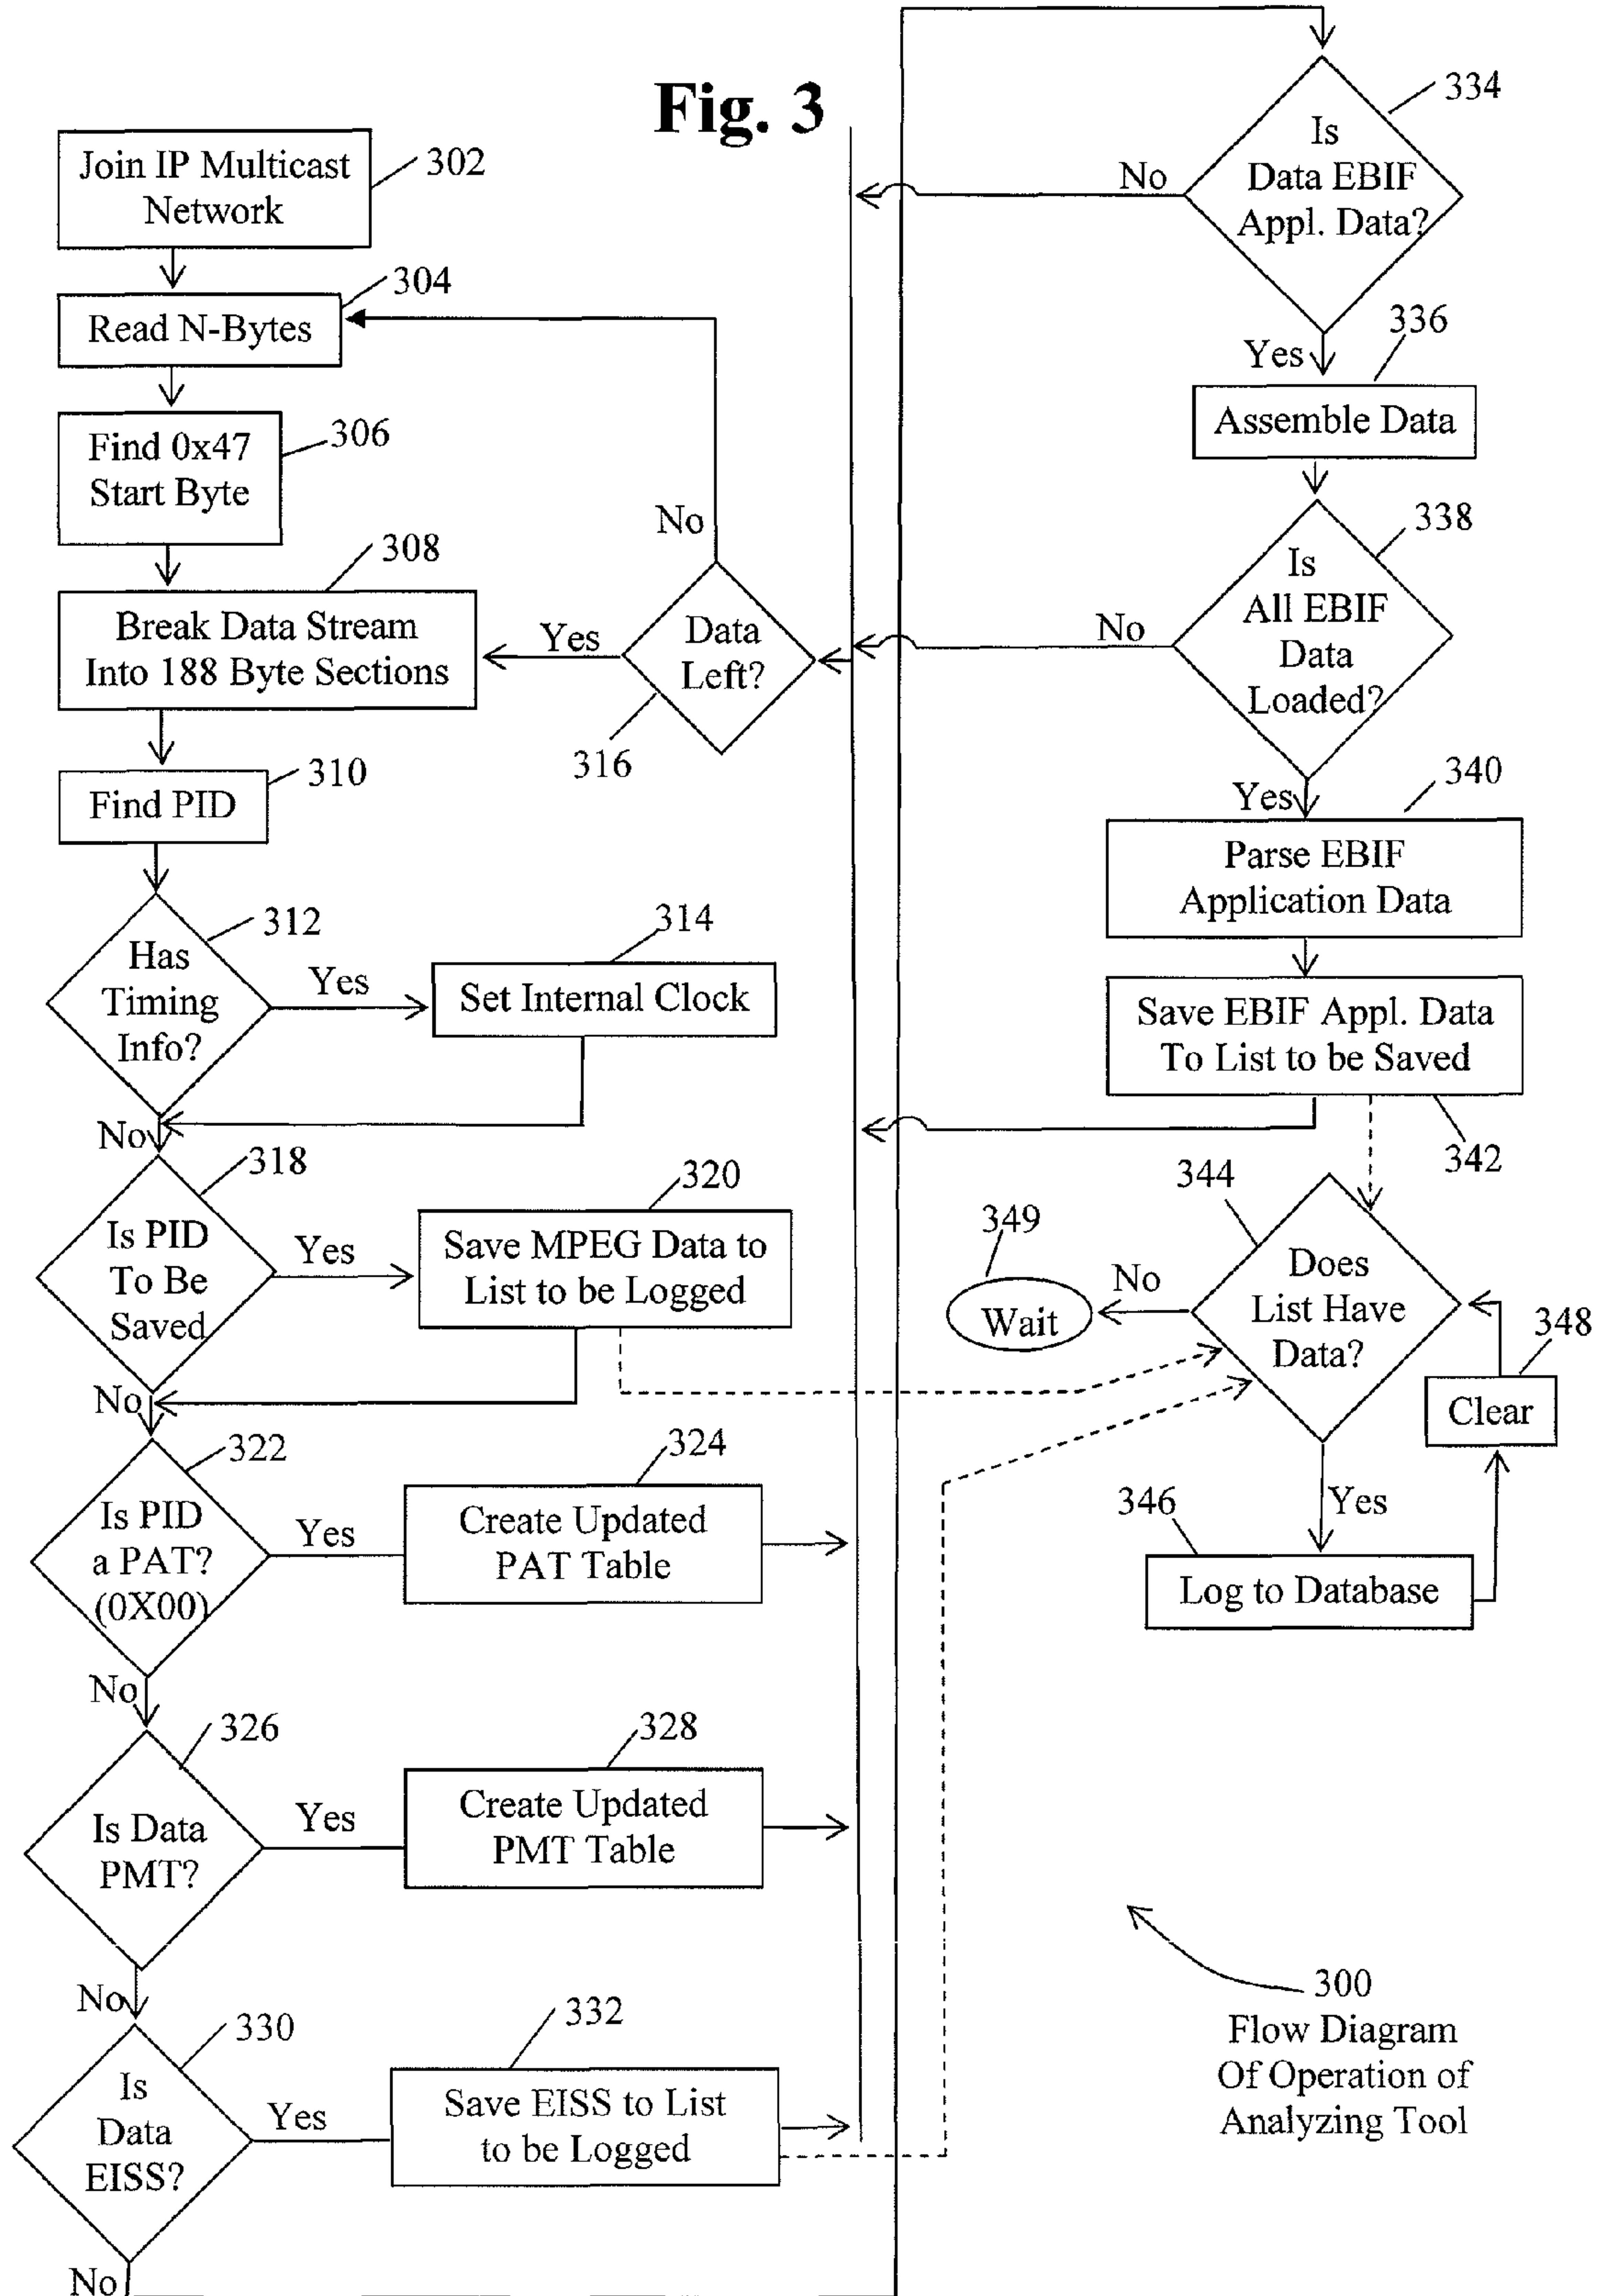 Fig. 3
Join IP Multicast
Network
302
304
Read N-Bytes
Find 0x47
Start Byte
306
308
Break Data Stream
Into 188 Byte Sections
Yes
Data
Left?
No
316
310
Find PID
312
Has
Timing
Info?
Yes
314
Set Internal Clock
No
318
Is PID
To Be
Saved
Yes
320
Save MPEG Data to
List to be Logged
No
322
Is PID
a PAT?
(0X00)
Yes
324
Create Updated
PAT Table
No
326
Is Data
PMT?
Yes
328
Create Updated
PMT Table
No
330
Is
Data
EISS?
Yes
332
Save EISS to List
to be Logged
No
334
Is
Data EBIF
Appl. Data?
No
Yes
336
Assemble Data
338
Is
All EBIF
Data
Loaded?
No
Yes
340
Parse EBIF
Application Data
Save EBIF Appl. Data
To List to be Saved
342
344
Does
List Have
Data?
No
349
Wait
348
Clear
Yes
346
Log to Database
300
Flow Diagram
Of Operation of
Analyzing Tool